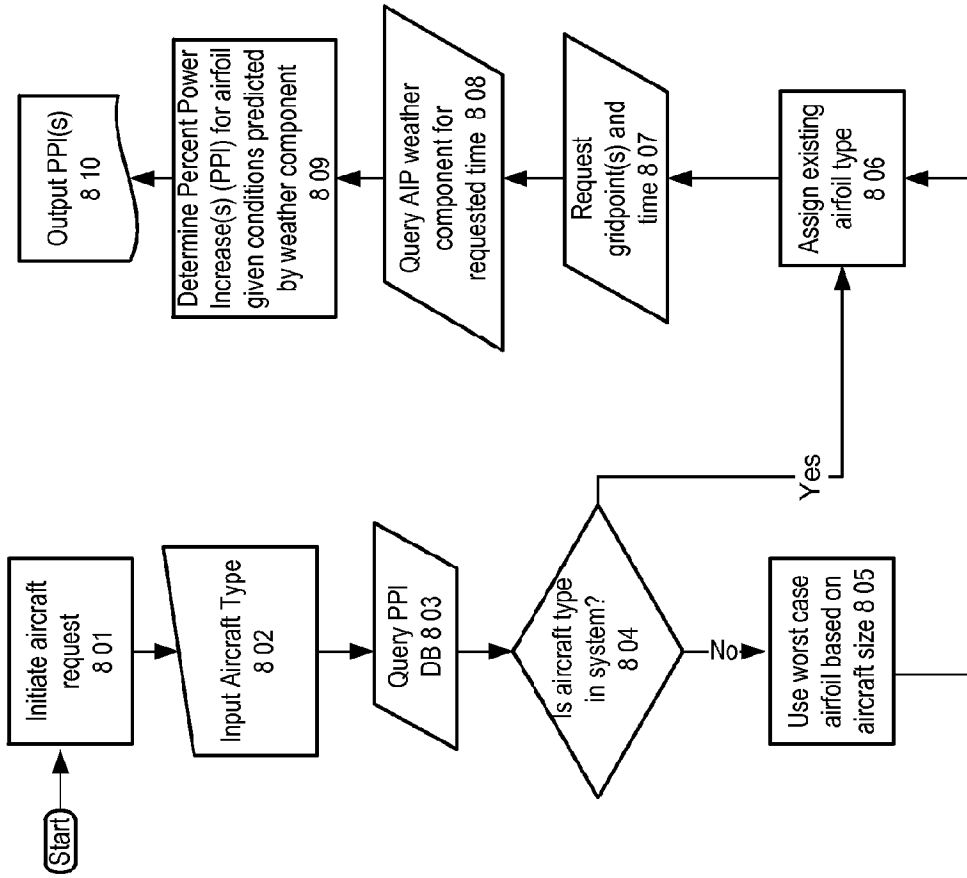 Start
Initiate aircraft
request
8 01
Input Aircraft Type
8 02
Query PPI
DB 8 03
Is aircraft type
in system?
8 04
No
Use worst case
airfoil based on
aircraft size 8 05
Yes
Assign existing
airfoil type
8 06
Request
gridpoint(s) and
time 8 07
Query AIP weather
component for
requested time 8 08
Determine Percent Power
Increase(s) (PPI) for airfoil
given conditions predicted
by weather component
8 09
Output PPI(s)
8 10